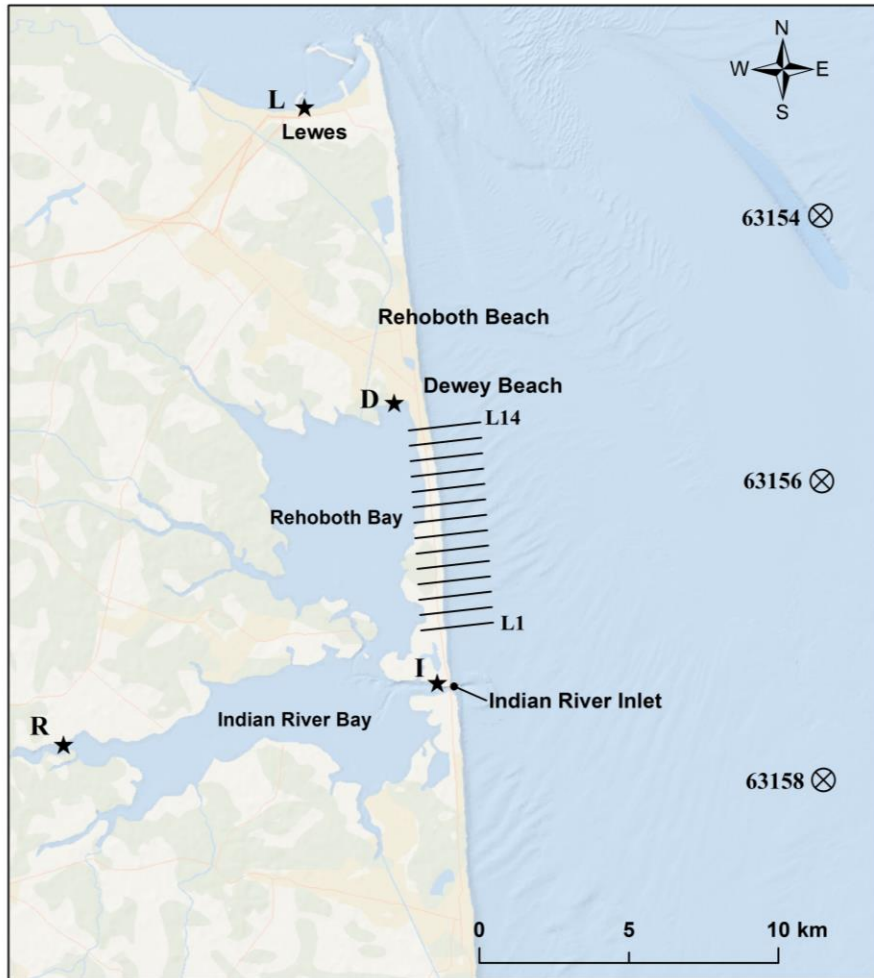 N
W E
S
L
Lewes
63154
Rehoboth Beach
D
Dewey Beach
L14
63156
Rehoboth Bay
L1
I
Indian River Inlet
Indian River Bay
R
63158
0 5 10 km